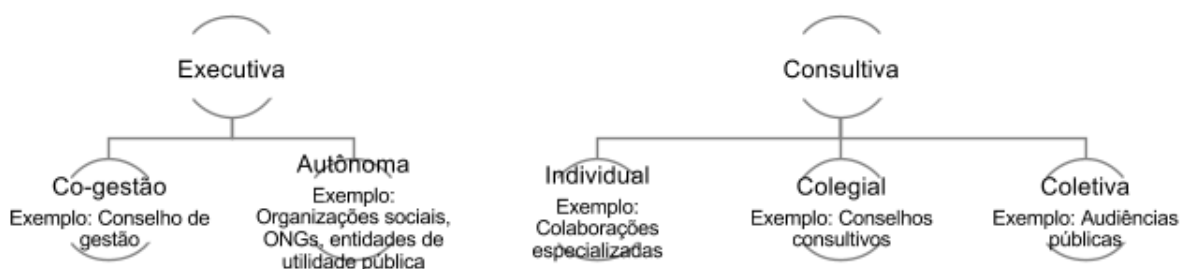 Executiva
Consultiva
Co-gestão
Exemplo: Conselho de
gestão
Autônoma
Exemplo:
Organizações sociais,
ONGs, entidades de
utilidade pública
Individual
Exemplo:
Colaborações
especializadas
Colegial
Exemplo: Conselhos
consultivos
Coletiva
Exemplo: Audiências
públicas